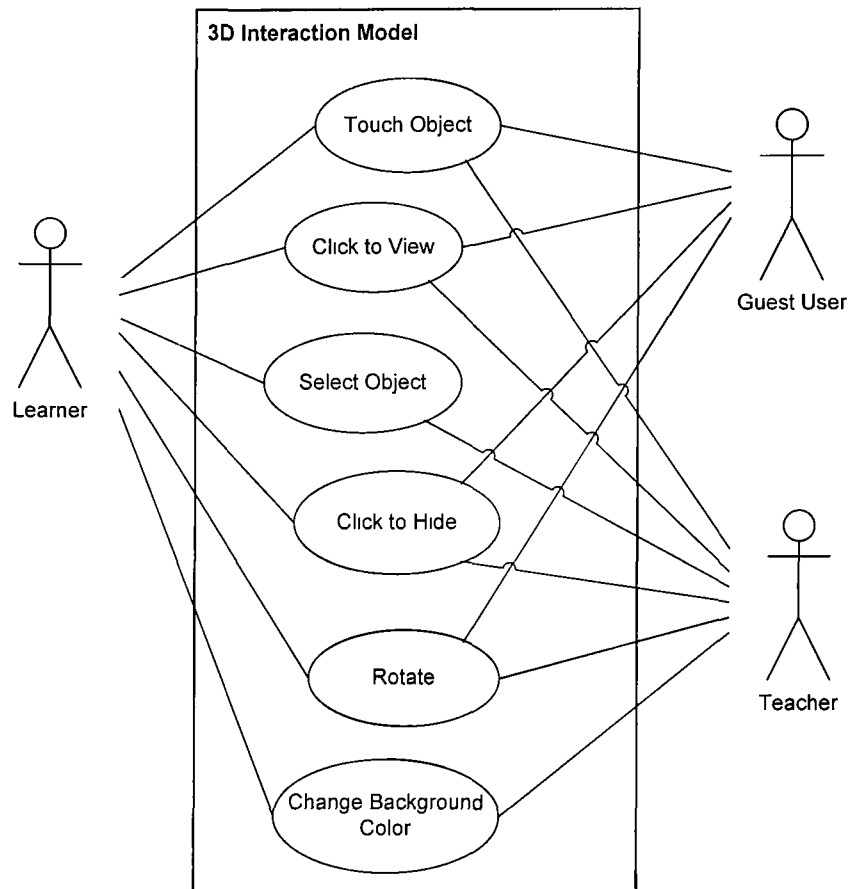 3D Interaction Model
Touch Object
Click to View
Guest User
Select Object
Learner
Click to Hide
Rotate
Teacher
Change Background
Color